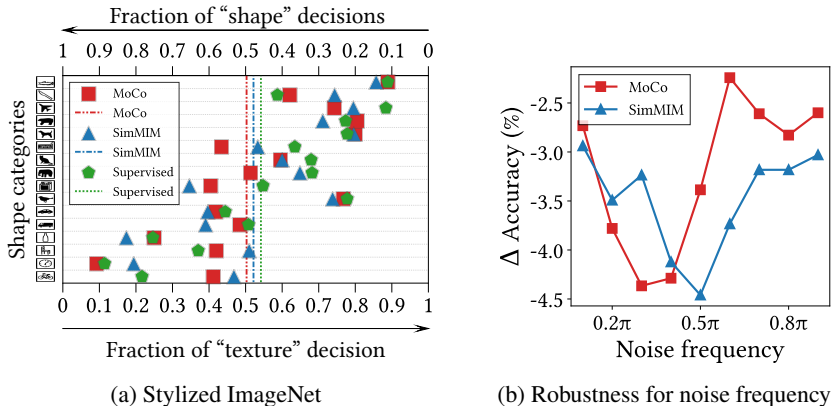 Fraction of “shape” decisions
1 0.9 0.8 0.7 0.6 0.5 0.4 0.3 0.2 0.1 0
Shape categories
MoCo
MoCo
SimMIM
SimMIM
Supervised
Supervised
0 0.1 0.2 0.3 0.4 0.5 0.6 0.7 0.8 0.9 1
Fraction of “texture” decision
(a) Stylized ImageNet
Δ Accuracy (%)
-2.5
-3.0
-3.5
-4.0
-4.5
MoCo
SimMIM
0.2π 0.5π 0.8π
Noise frequency
(b) Robustness for noise frequency